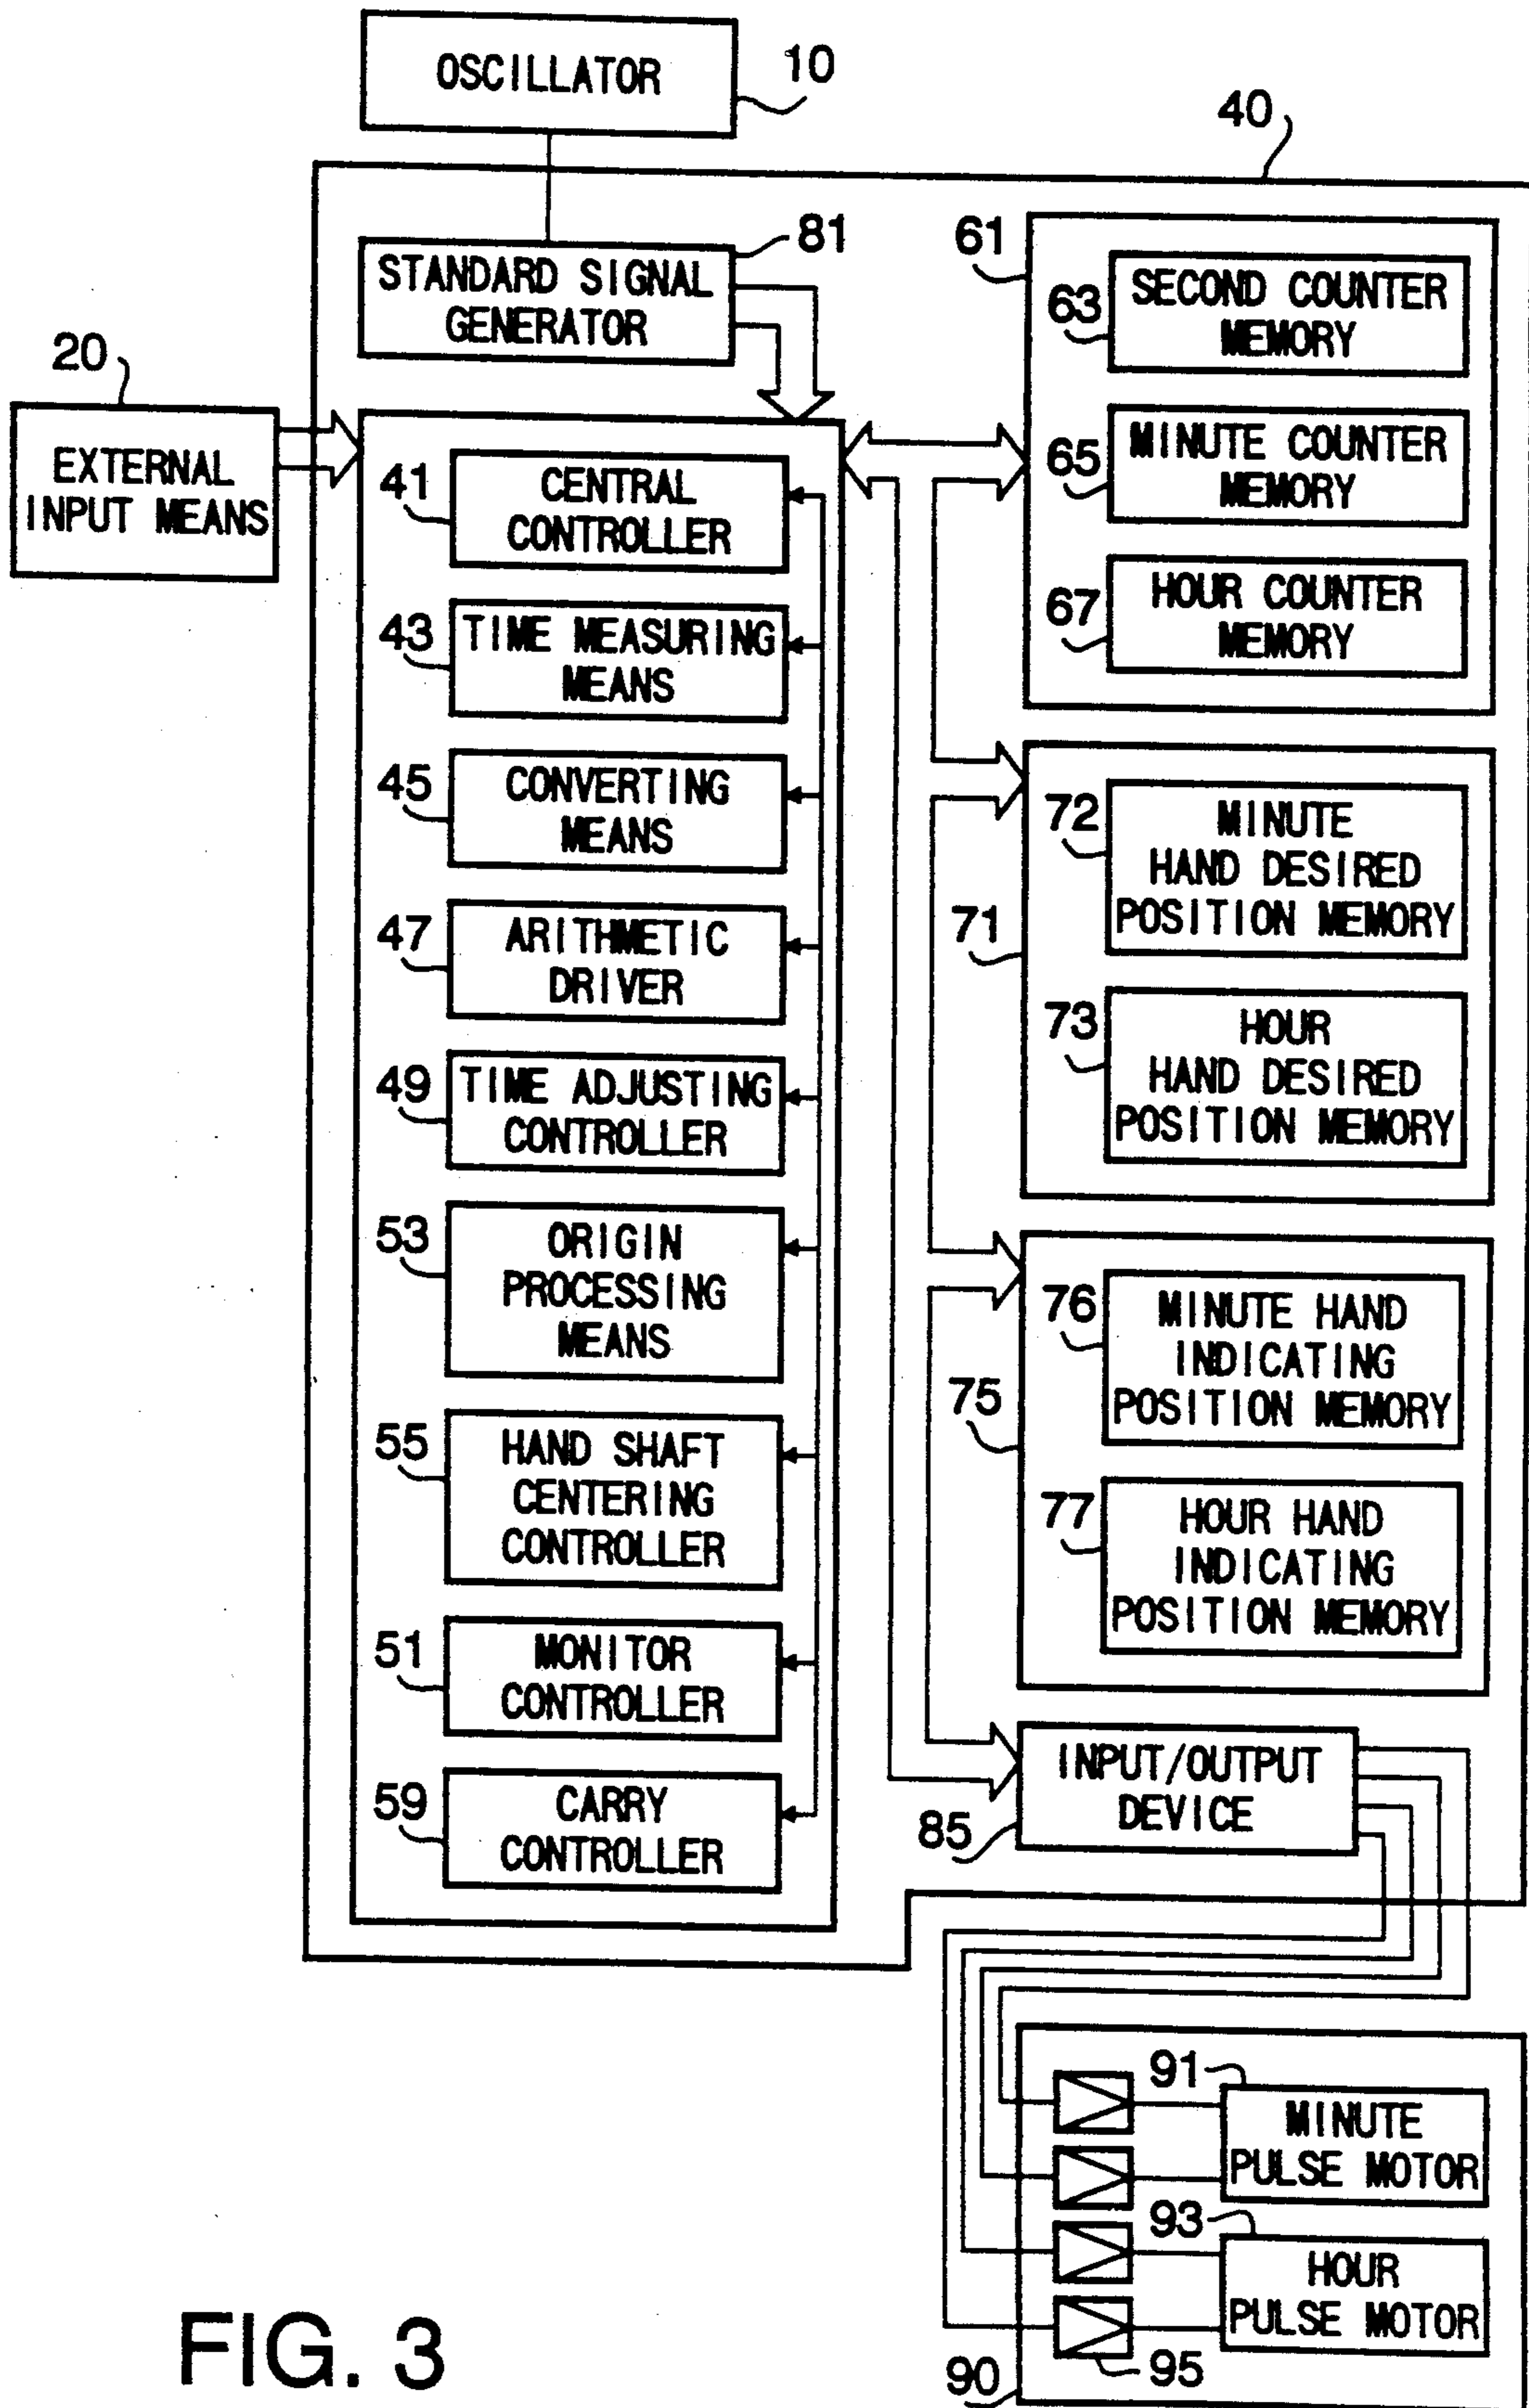 OSCILLATOR
10
40
STANDARD SIGNAL
GENERATOR
81
20
EXTERNAL
INPUT MEANS
41
CENTRAL
CONTROLLER
43
TIME MEASURING
MEANS
45
CONVERTING
MEANS
47
ARITHMETIC
DRIVER
49
TIME ADJUSTING
CONTROLLER
53
ORIGIN
PROCESSING
MEANS
55
HAND SHAFT
CENTERING
CONTROLLER
51
MONITOR
CONTROLLER
59
CARRY
CONTROLLER
61
63
SECOND COUNTER
MEMORY
65
MINUTE COUNTER
MEMORY
67
HOUR COUNTER
MEMORY
71
72
MINUTE
HAND DESIRED
POSITION MEMORY
73
HOUR
HAND DESIRED
POSITION MEMORY
75
76
MINUTE HAND
INDICATING
POSITION MEMORY
77
HOUR HAND
INDICATING
POSITION MEMORY
85
INPUT/OUTPUT
DEVICE
91
MINUTE
PULSE MOTOR
93
HOUR
PULSE MOTOR
95
90
FIG. 3